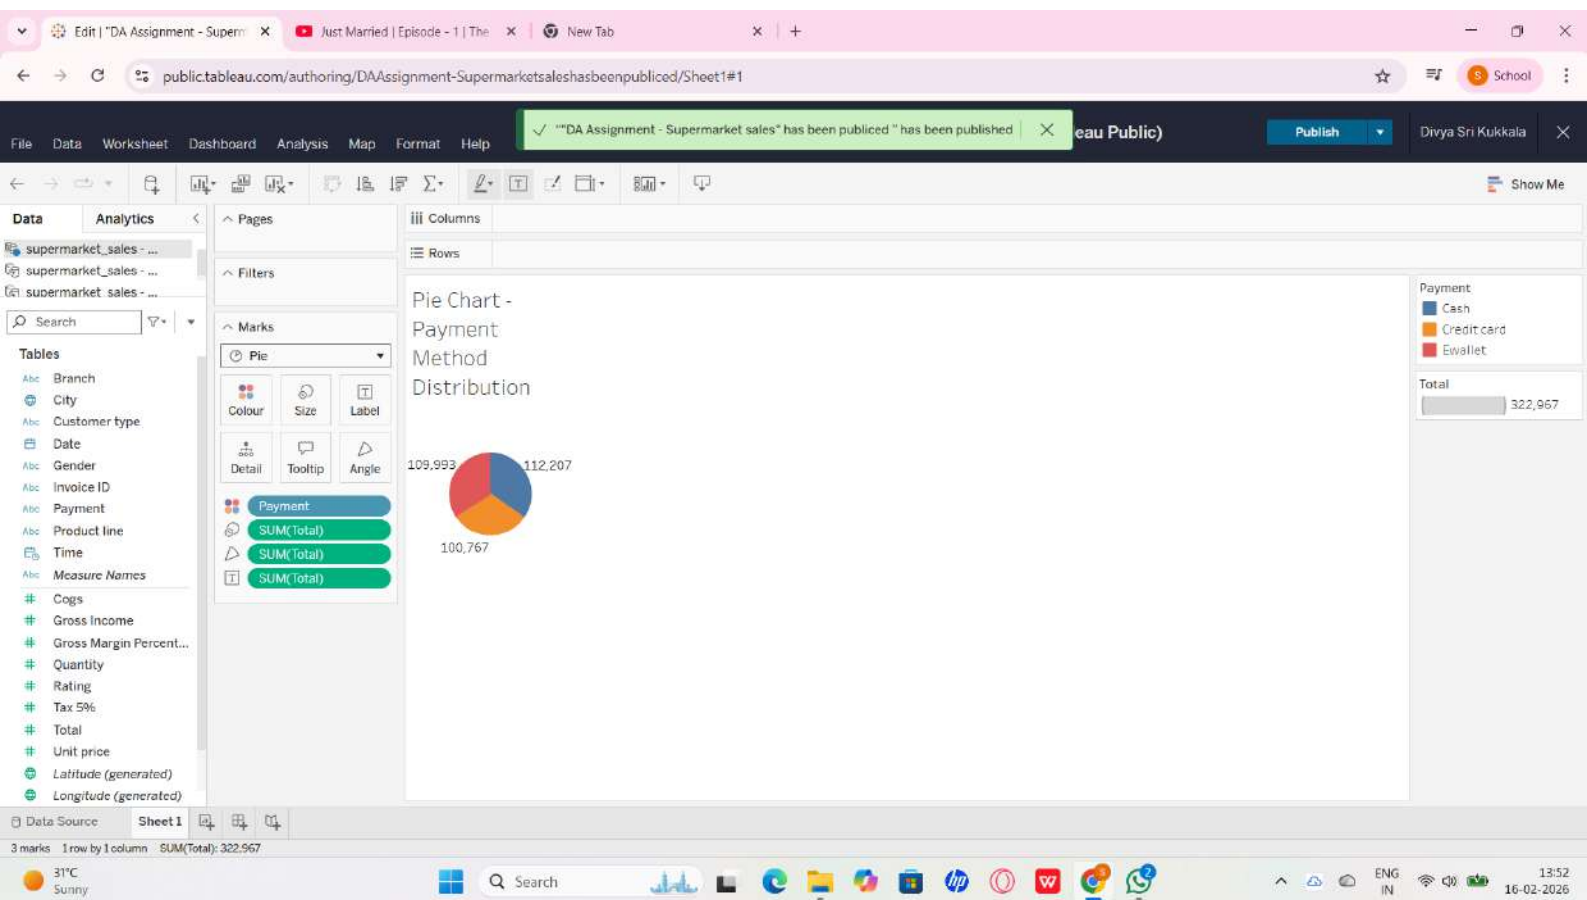 Edit | "DA Assignment - Superm
Just Married | Episode - 1 | The
New Tab
public.tableau.com/authoring/DAAssignment-Supermarketsaleshasbeenpubliced/Sheet1#1
School
File Data Worksheet Dashboard Analysis Map Format Help
""DA Assignment - Supermarket sales" has been publiced " has been published
eau Public)
Publish
Divya Sri Kukkala
Show Me
Data Analytics
supermarket_sales - ...
supermarket_sales - ...
supermarket_sales - ...
Search
Tables
Abc Branch
City
Abc Customer type
Date
Abc Gender
Abc Invoice ID
Abc Payment
Abc Product line
Time
Abc Measure Names
# Cogs
# Gross Income
# Gross Margin Percent...
# Quantity
# Rating
# Tax 5%
# Total
# Unit price
Latitude (generated)
Longitude (generated)
Pages
Filters
Marks
Pie
Colour Size Label
Detail Tooltip Angle
Payment
SUM(Total)
SUM(Total)
SUM(Total)
Columns
Rows
Pie Chart -
Payment
Method
Distribution
109,993
112,207
100,767
Payment
Cash
Credit card
Ewallet
Total
322,967
Data Source Sheet 1
3 marks 1 row by 1 column SUM(Total): 322,967
31°C
Sunny
Search
ENG
IN
13:52
16-02-2026